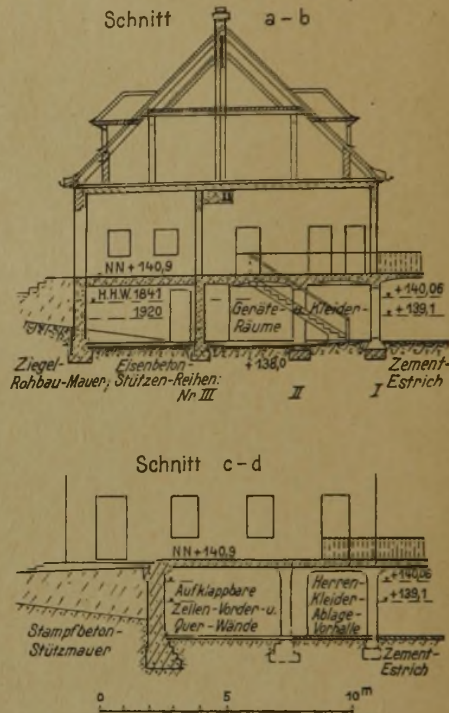 Schnitt a-b
NN+140,9
H.H.W. 1841
1920
Geräte- u. Kleider-
Räume
+140,06
+139,1
+138,0
Ziegel-
Rohbau-Mauer;
Eisenbeton-
Stützen-Reihen:
Nr III
II
I
Zement-
Estrich
Schnitt c-d
NN+140,9
Aufklappbare
Zellen-Vorder-u.
Quer-Wände
Herren-
Kleider-
Ablage-
Vorhalle
+140,06
+139,1
Stampfbeton-
Stützmauer
Zement-
Estrich
0 5 10 m